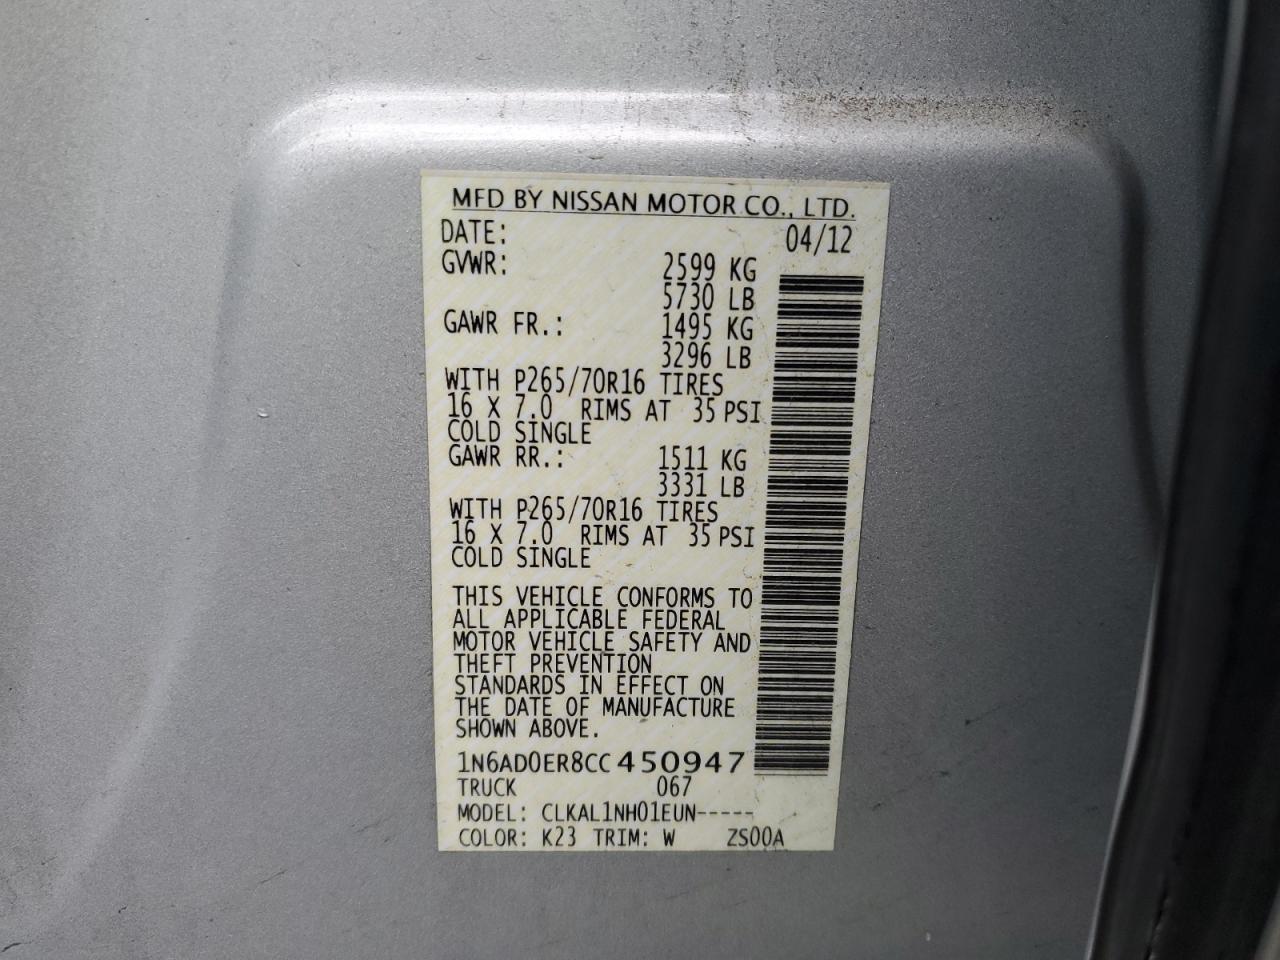 MFD BY NISSAN MOTOR CO., LTD.
DATE: 04/12
GVWR: 2599 KG
5730 LB
GAWR FR.: 1495 KG
3296 LB
WITH P265/70R16 TIRES
16 X 7.0 RIMS AT 35 PSI
COLD SINGLE
GAWR RR.: 1511 KG
3331 LB
WITH P265/70R16 TIRES
16 X 7.0 RIMS AT 35 PSI
COLD SINGLE
THIS VEHICLE CONFORMS TO
ALL APPLICABLE FEDERAL
MOTOR VEHICLE SAFETY AND
THEFT PREVENTION
STANDARDS IN EFFECT ON
THE DATE OF MANUFACTURE
SHOWN ABOVE.
1N6AD0ER8CC450947
TRUCK 067
MODEL: CLKAL1NH01EUN-----
COLOR: K23 TRIM: W ZS00A